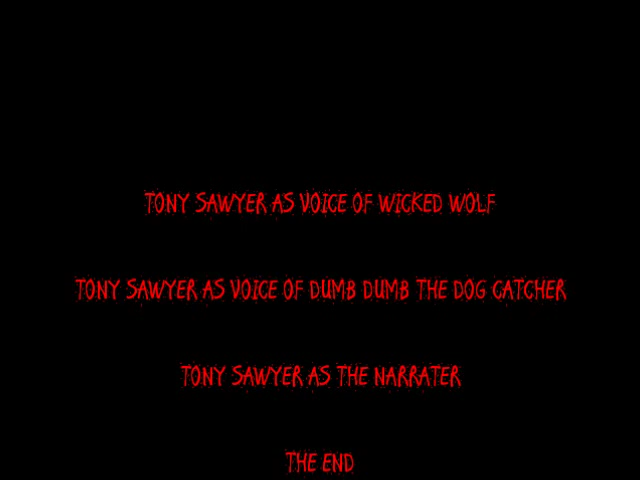 TONY SAWYER AS VOICE OF WICKED WOLF
TONY SAWYER AS VOICE OF DUMB DUMB THE DOG CATCHER
TONY SAWYER AS THE NARRATER
THE END